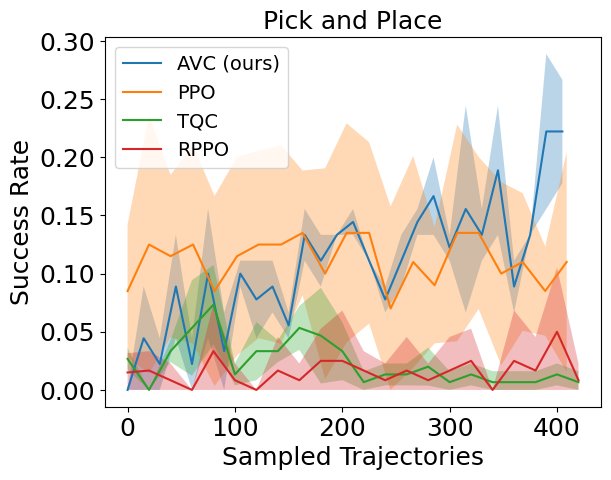 Pick and Place
AVC (ours)
PPO
TQC
RPPO
Success Rate
0.30
0.25
0.20
0.15
0.10
0.05
0.00
0 100 200 300 400
Sampled Trajectories